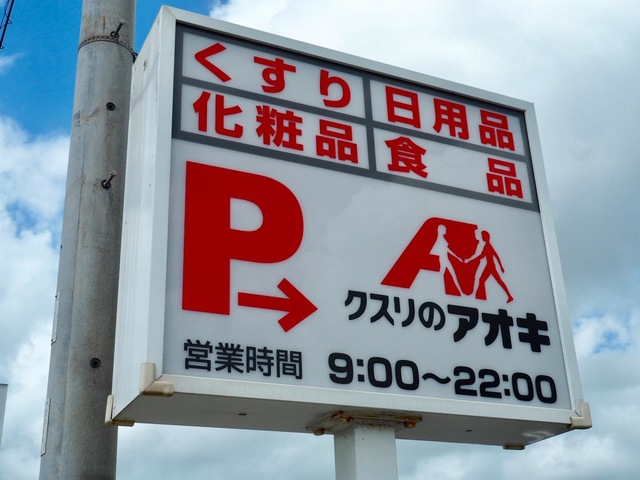 くすり 日用品
化粧品 食品
P→
クスリのアオキ
営業時間 9:00～22:00